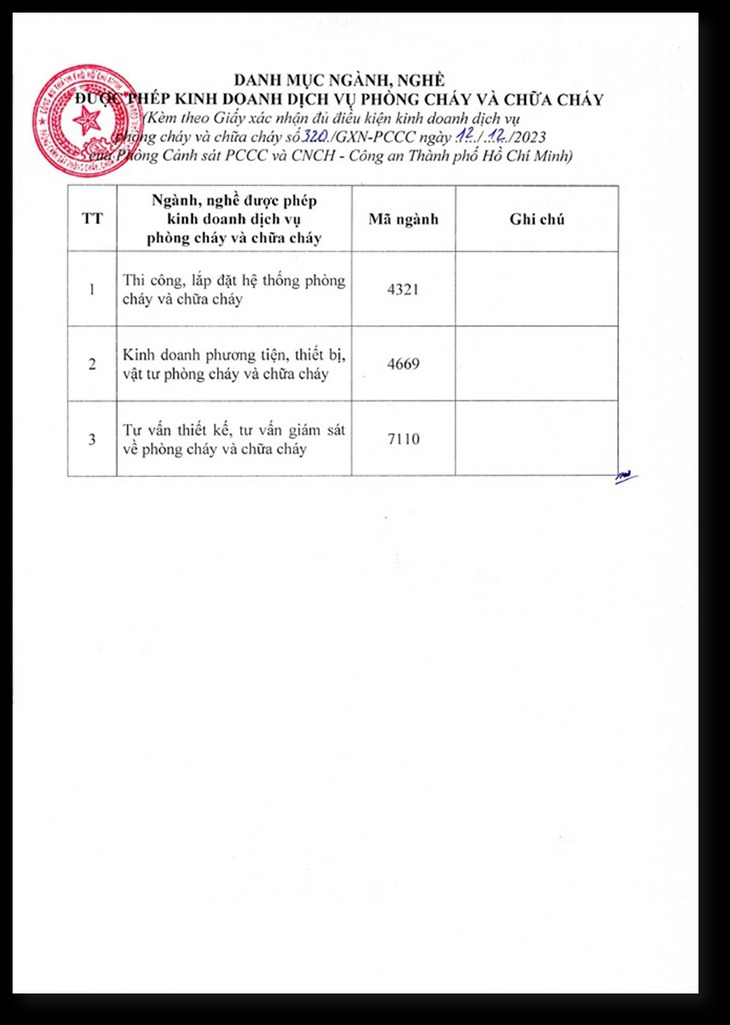 DANH MỤC NGÀNH, NGHỀ
ĐƯỢC PHÉP KINH DOANH DỊCH VỤ PHÒNG CHÁY VÀ CHỮA CHÁY
(Kèm theo Giấy xác nhận đủ điều kiện kinh doanh dịch vụ
phòng cháy và chữa cháy số 320./GXN-PCCC ngày 12../.12./2023
của Phòng Cảnh sát PCCC và CNCH - Công an Thành phố Hồ Chí Minh)
TT
Ngành, nghề được phép
kinh doanh dịch vụ
phòng cháy và chữa cháy
Mã ngành
Ghi chú
1
Thi công, lắp đặt hệ thống phòng
cháy và chữa cháy
4321
2
Kinh doanh phương tiện, thiết bị,
vật tư phòng cháy và chữa cháy
4669
3
Tư vấn thiết kế, tư vấn giám sát
về phòng cháy và chữa cháy
7110